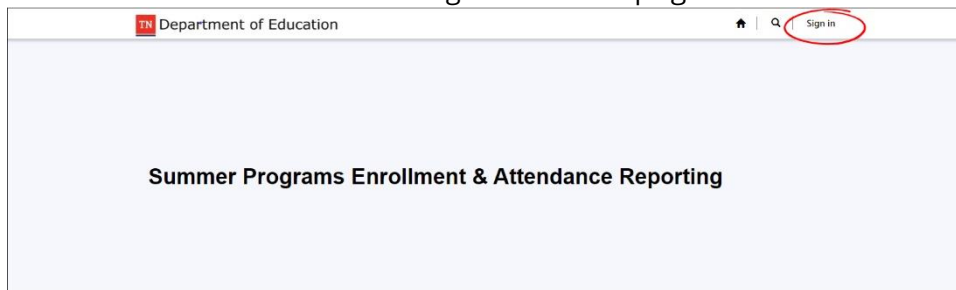 TN Department of Education
Sign in
Summer Programs Enrollment & Attendance Reporting